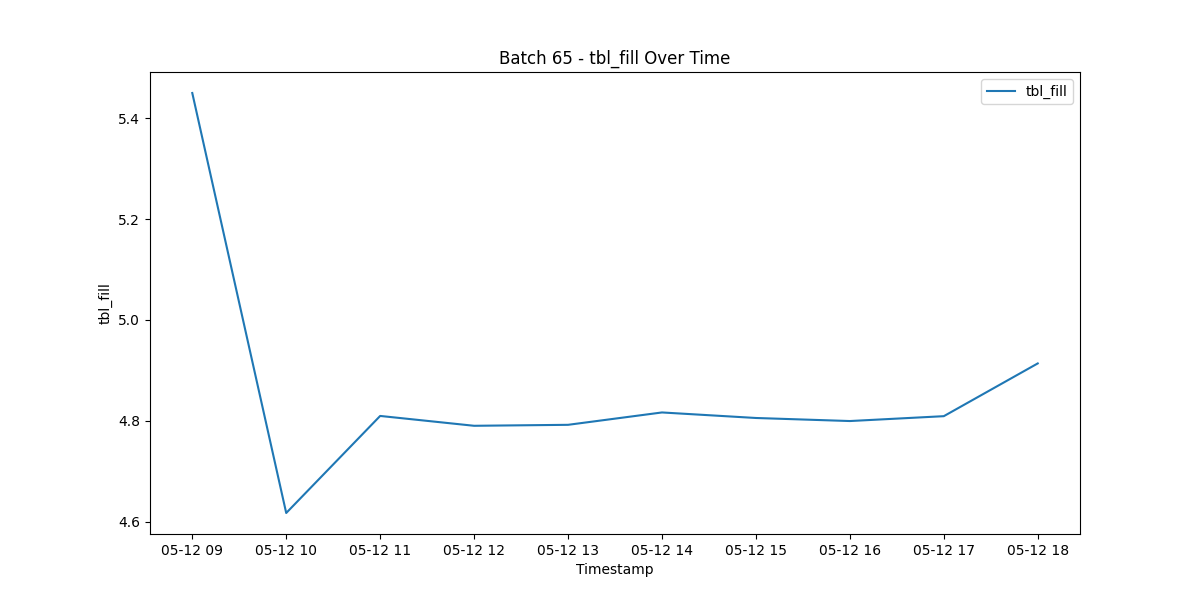 Batch 65 - tbl_fill Over Time
tbl_fill
5.4
5.2
5.0
4.8
4.6
tbl_fill
05-12 09 05-12 10 05-12 11 05-12 12 05-12 13 05-12 14 05-12 15 05-12 16 05-12 17 05-12 18
Timestamp